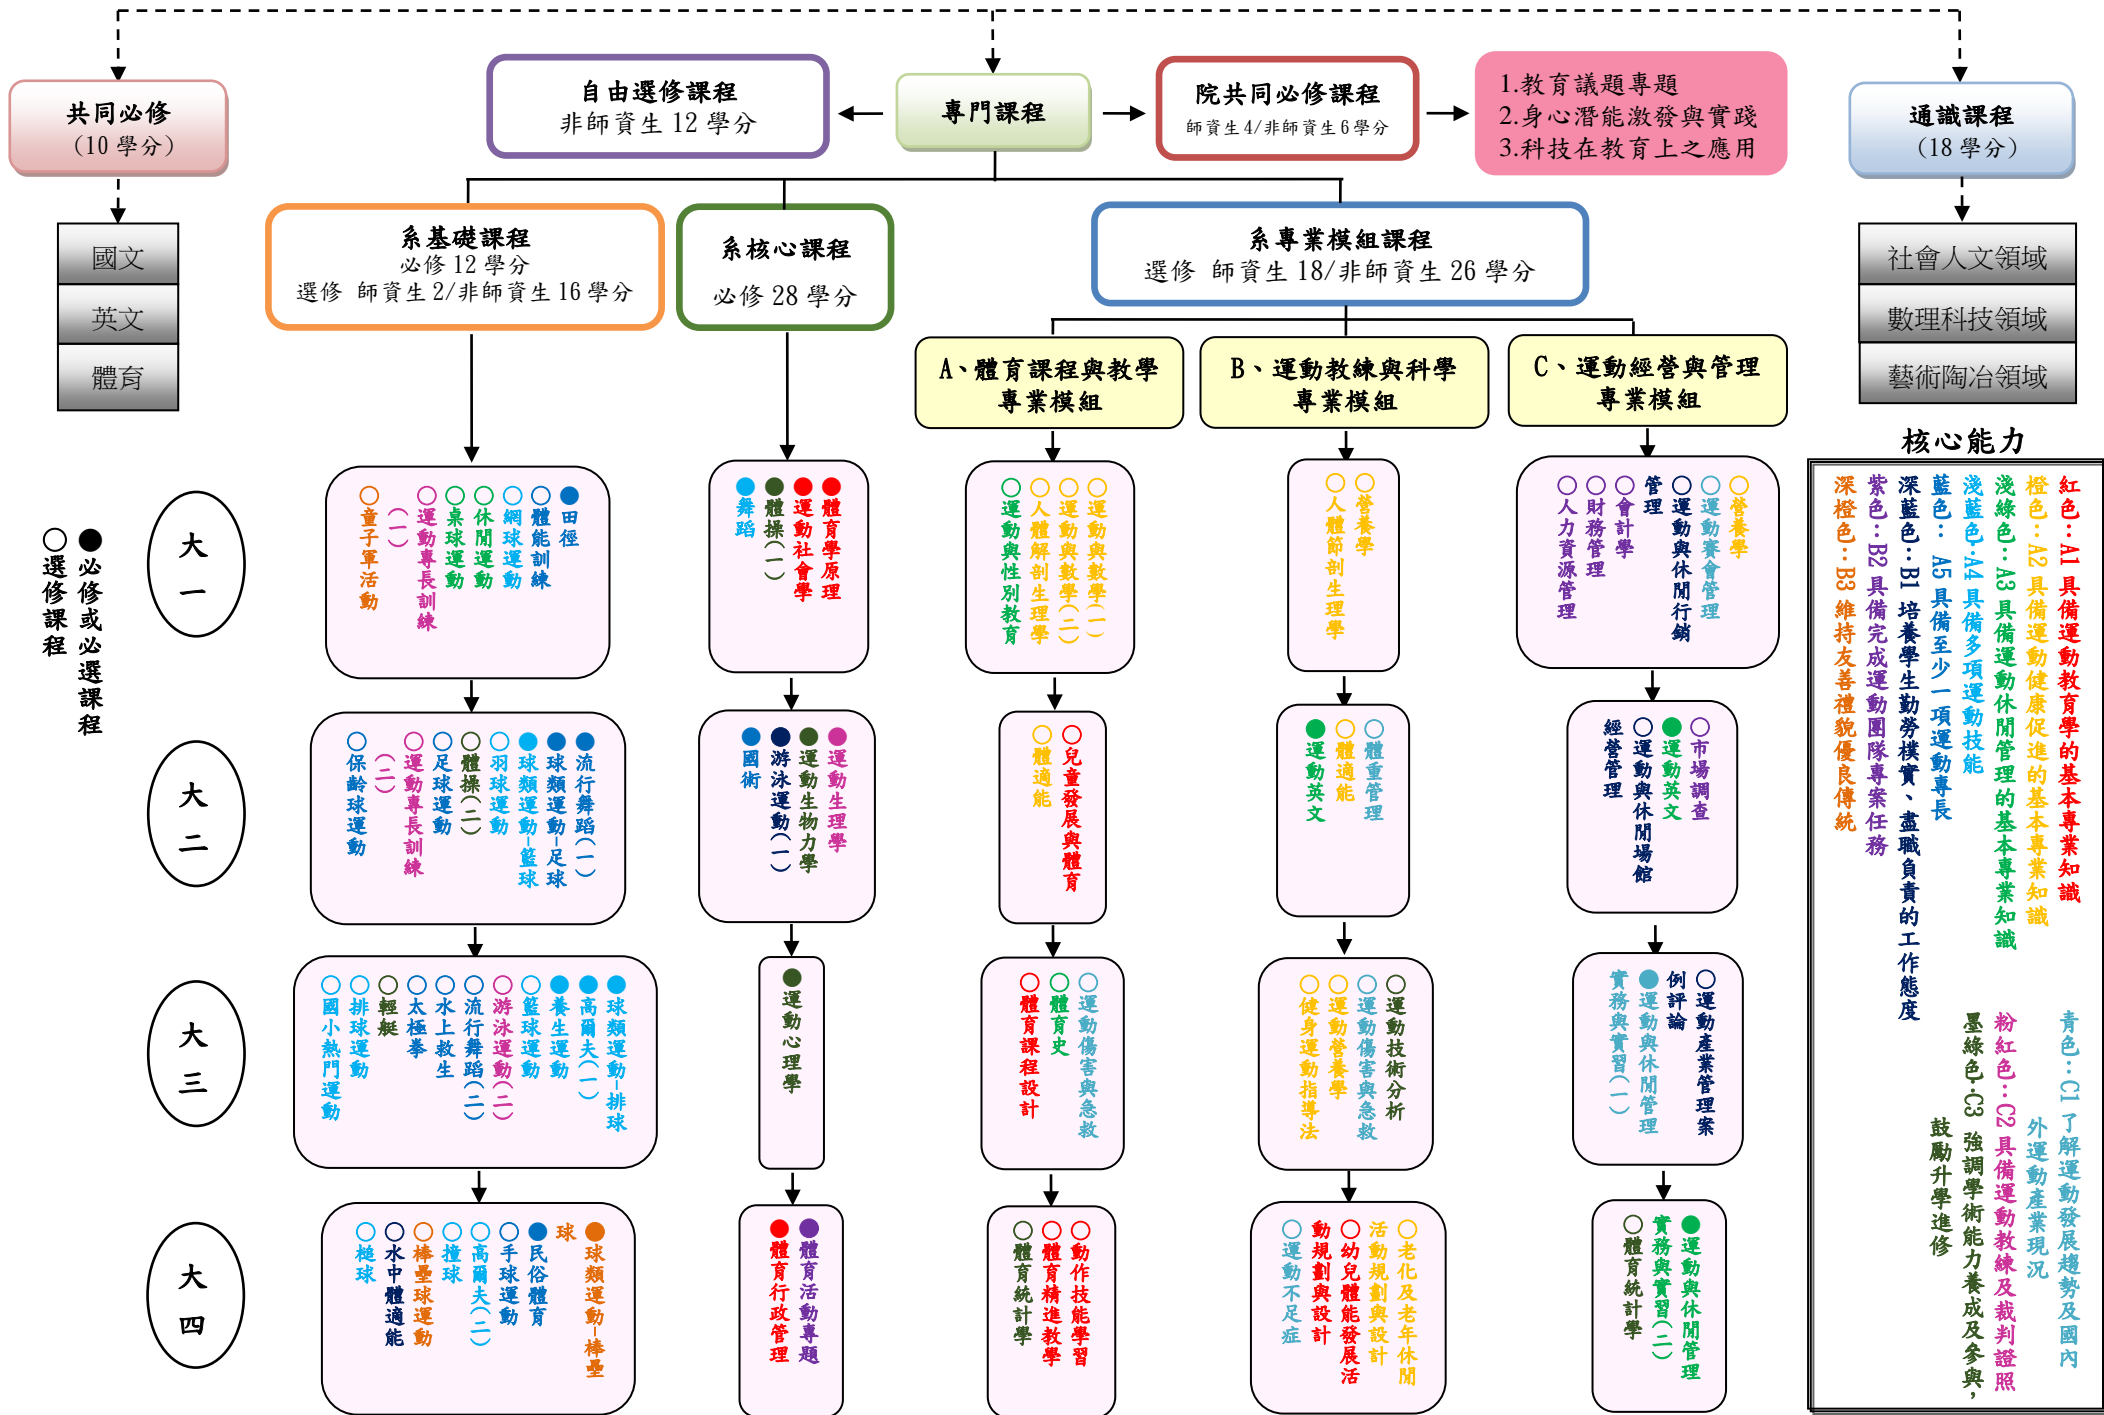 共同必修
（10 學分）
國文
英文
體育
自由選修課程
非師資生 12 學分
專門課程
院共同必修課程
師資生 4/非師資生 6 學分
1.教育議題專題
2.身心潛能激發與實踐
3.科技在教育上之應用
通識課程
（18 學分）
社會人文領域
數理科技領域
藝術陶冶領域
系基礎課程
必修 12 學分
選修 師資生 2/非師資生 16 學分
系核心課程
必修 28 學分
系專業模組課程
選修 師資生 18/非師資生 26 學分
A、體育課程與教學
專業模組
B、運動教練與科學
專業模組
C、運動經營與管理
專業模組
●必修或必選課程
○選修課程
大一
●田徑
○體能訓練
○網球運動
○休閒運動
○桌球運動
○運動專長訓練
（一）
○童子軍活動
●體育學原理
●運動社會學
●體操(一)
●舞蹈
○運動與數學(一)
○運動與數學(二)
○人體解剖生理學
○運動與性別教育
○營養學
○人體節剖生理學
○營養學
○運動賽會管理
○運動與休閒行銷
管理
○會計學
○財務管理
○人力資源管理
大二
●流行舞蹈(一)
●球類運動-足球
●球類運動-籃球
○羽球運動
○體操(二)
○足球運動
○運動專長訓練
（二）
○保齡球運動
●運動生理學
●運動生物力學
●游泳運動(一)
●國術
○兒童發展與體育
○體適能
○體重管理
○體適能
●運動英文
○市場調查
●運動英文
○運動與休閒場館
經營管理
大三
●球類運動-排球
●高爾夫(一)
●養生運動
○籃球運動
○游泳運動(二)
○流行舞蹈(二)
○水上救生
○太極拳
○輕艇
○排球運動
○國小熱門運動
●運動心理學
○運動傷害與急救
○體育史
○體育課程設計
○運動技術分析
○運動傷害與急救
○運動營養學
○健身運動指導法
○運動產業管理案
例評論
●運動與休閒管理
實務與實習(一)
大四
●球類運動-棒壘
球
●民俗體育
○手球運動
○高爾夫(二)
○撞球
○棒壘球運動
○水中體適能
○槌球
●體育活動專題
●體育行政管理
○動作技能學習
○體育精進教學
○體育統計學
○老化及老年休閒
活動規劃與設計
○幼兒體能發展活
動規劃與設計
○運動不足症
●運動與休閒管理
實務與實習(二)
○體育統計學
核心能力
紅色：A1 具備運動教育學的基本專業知識
橙色：A2 具備運動健康促進的基本專業知識
淺綠色：A3 具備運動休閒管理的基本專業知識
淺藍色：A4 具備多項運動技能
藍色： A5 具備至少一項運動專長
深藍色：B1 培養學生勤勞樸實、盡職負責的工作態度
紫色：B2 具備完成運動團隊專案任務
深橙色：B3 維持友善禮貌優良傳統
青色：C1 了解運動發展趨勢及國內
外運動產業現況
粉紅色：C2 具備運動教練及裁判證照
墨綠色：C3 強調學術能力養成及參與，
鼓勵升學進修